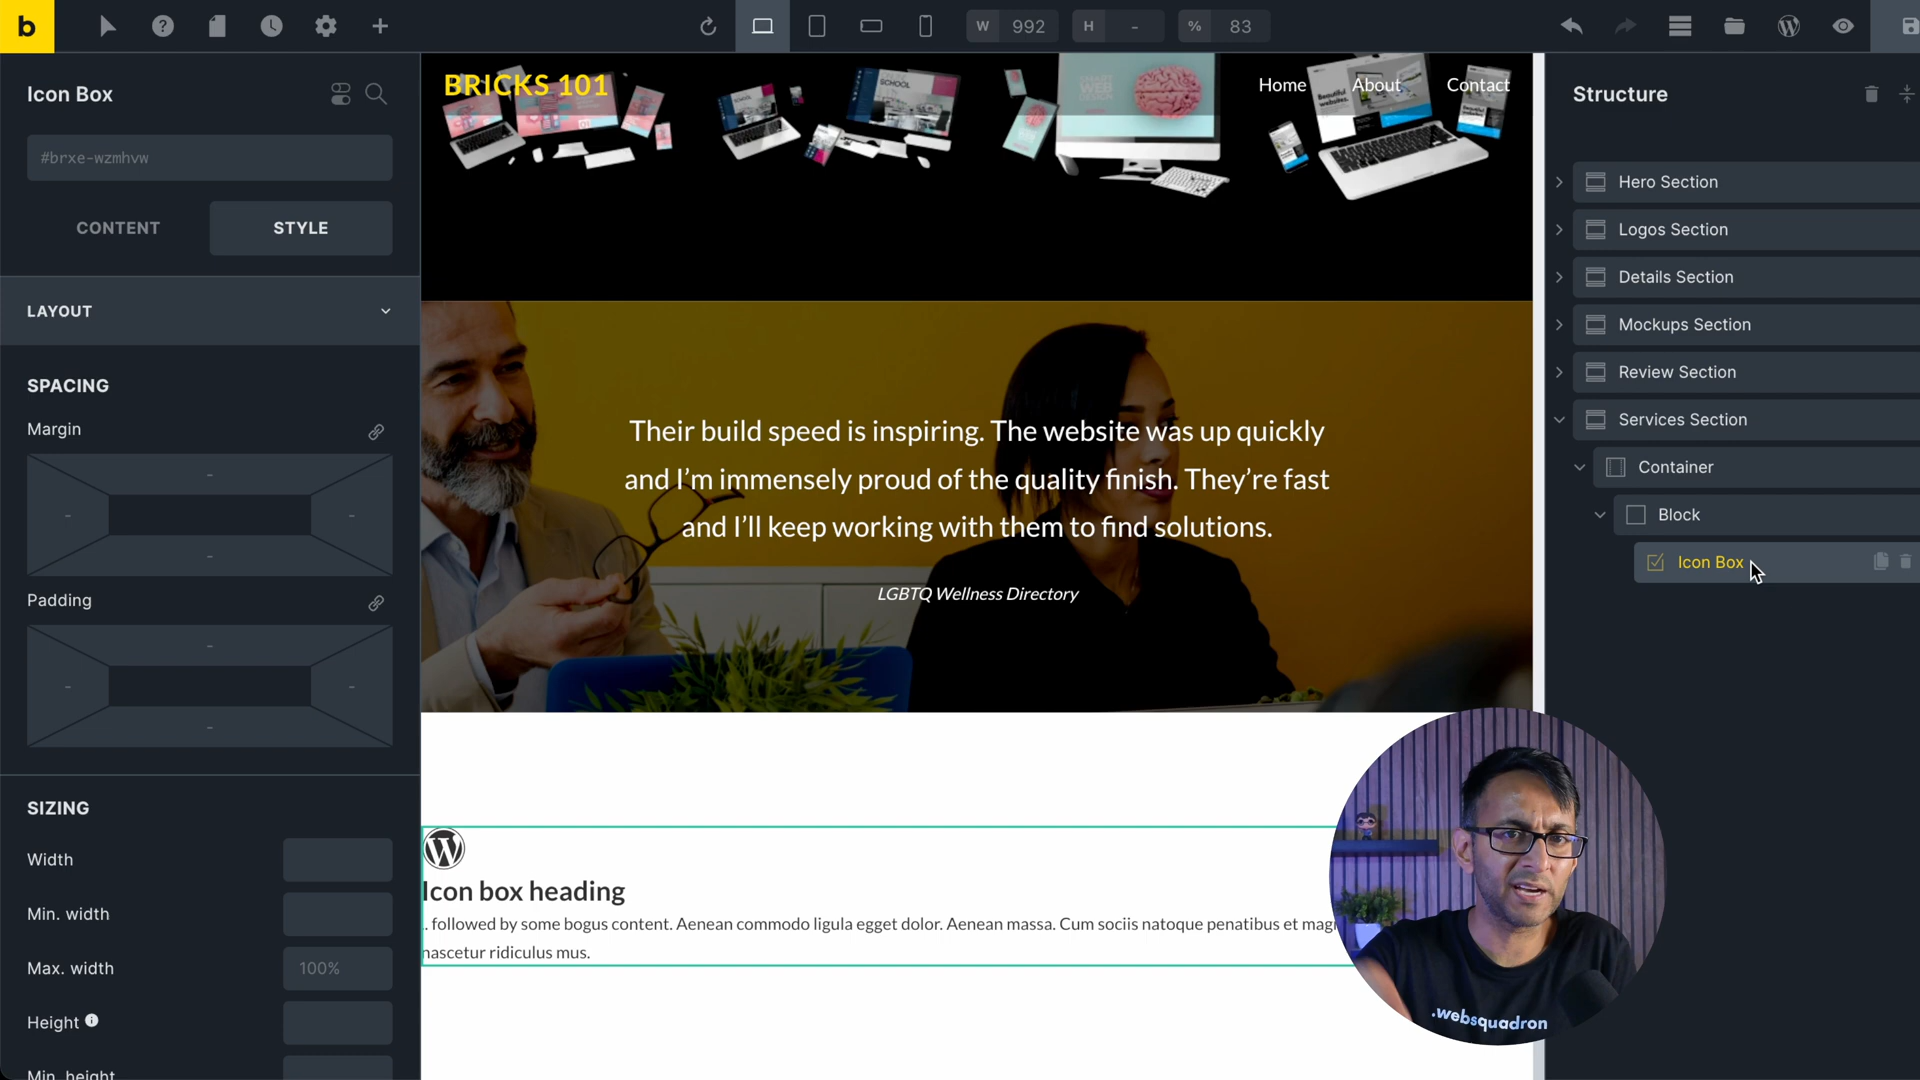 b
W
992
H
-
%
83
Icon Box
#brxe-wzmhvw
CONTENT
STYLE
LAYOUT
SPACING
Margin
-
-
-
-
Padding
-
-
-
-
SIZING
Width
Min. width
Max. width
100%
Height
Min. height
BRICKS 101
Home
About
Contact
Their build speed is inspiring. The website was up quickly
and I’m immensely proud of the quality finish. They’re fast
and I’ll keep working with them to find solutions.
LGBTQ Wellness Directory
Icon box heading
.. followed by some bogus content. Aenean commodo ligula egget dolor. Aenean massa. Cum sociis natoque penatibus et
nascetur ridiculus mus.
.websquadron
Structure
Hero Section
Logos Section
Details Section
Mockups Section
Review Section
Services Section
Container
Block
Icon Box